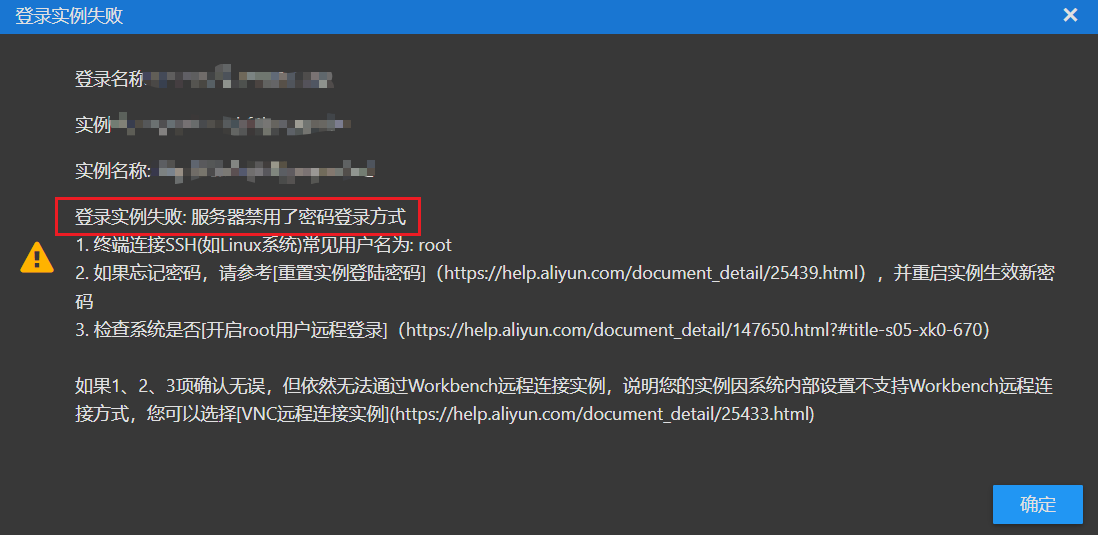 登录实例失败
登录名称:
实例
实例名称:
登录实例失败: 服务器禁用了密码登录方式
1. 终端连接SSH(如Linux系统)常见用户名为: root
2. 如果忘记密码，请参考[重置实例登陆密码]（https://help.aliyun.com/document_detail/25439.html），并重启实例生效新密
码
3. 检查系统是否[开启root用户远程登录]（https://help.aliyun.com/document_detail/147650.html?#title-s05-xk0-670）
如果1、2、3项确认无误，但依然无法通过Workbench远程连接实例，说明您的实例因系统内部设置不支持Workbench远程连
接方式，您可以选择[VNC远程连接实例](https://help.aliyun.com/document_detail/25433.html)
确定